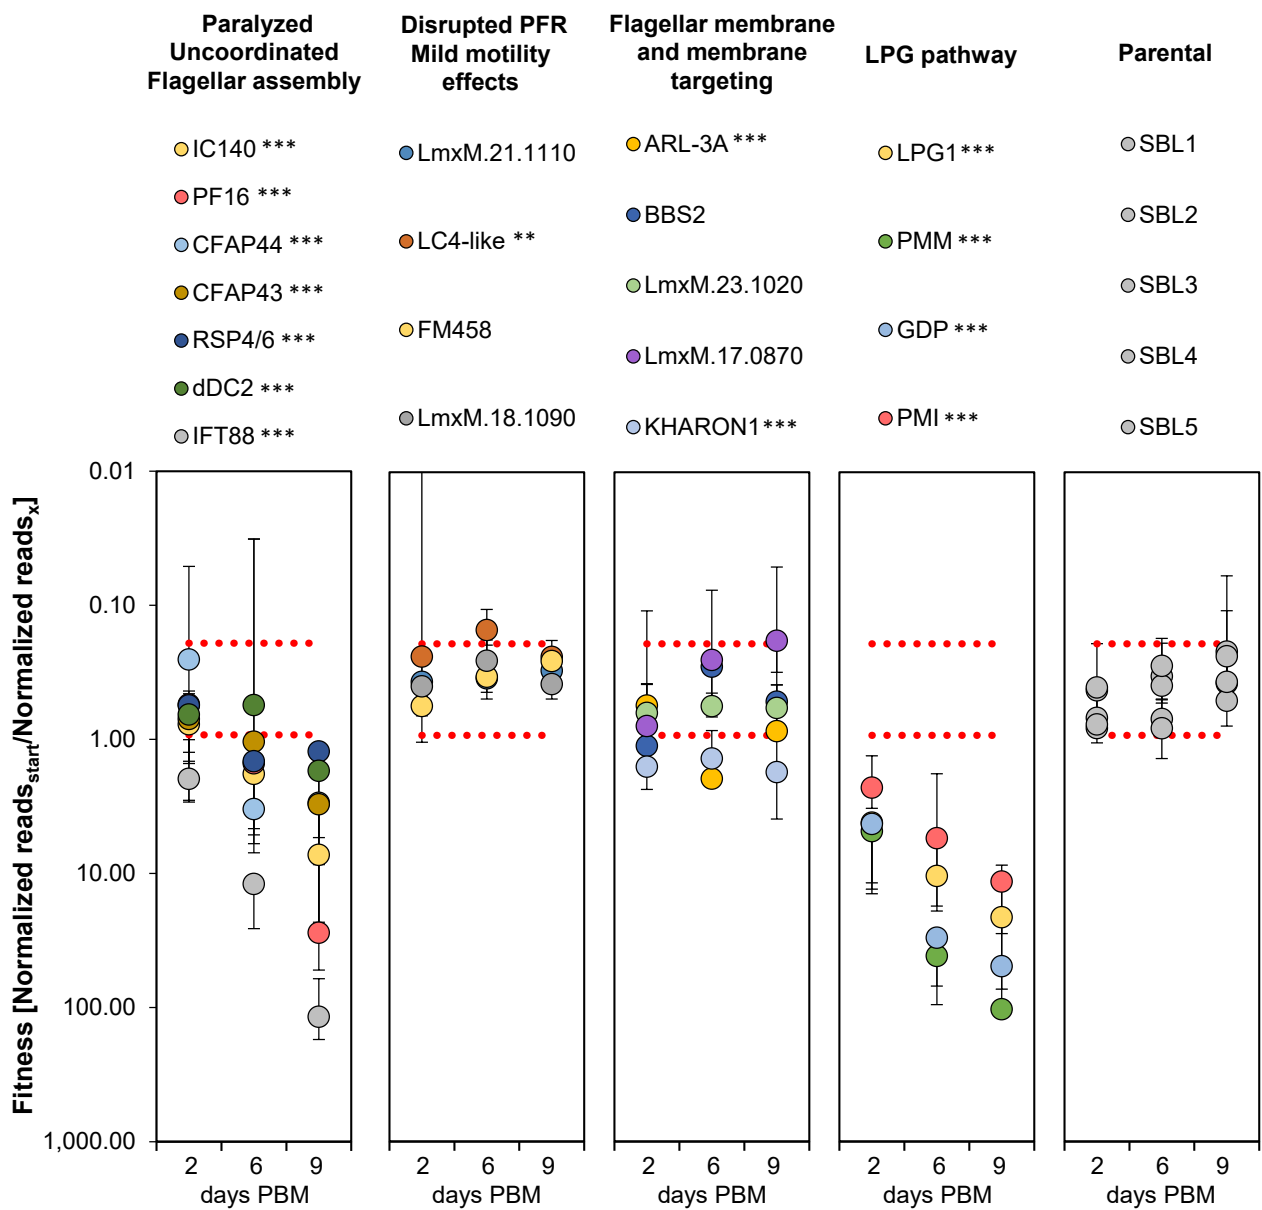 Paralyzed
Uncoordinated
Flagellar assembly
IC140 ***
PF16 ***
CFAP44 ***
CFAP43 ***
RSP4/6 ***
dDC2 ***
IFT88 ***
Disrupted PFR
Mild motility
effects
LmxM.21.1110
LC4-like **
FM458
LmxM.18.1090
Flagellar membrane
and membrane
targeting
ARL-3A ***
BBS2
LmxM.23.1020
LmxM.17.0870
KHARON1***
LPG pathway
LPG1***
PMM ***
GDP ***
PMI ***
Parental
SBL1
SBL2
SBL3
SBL4
SBL5
Fitness [Normalized reads_start/Normalized reads_x]
0.01
0.10
1.00
10.00
100.00
1,000.00
2 6 9
days PBM
2 6 9
days PBM
2 6 9
days PBM
2 6 9
days PBM
2 6 9
days PBM